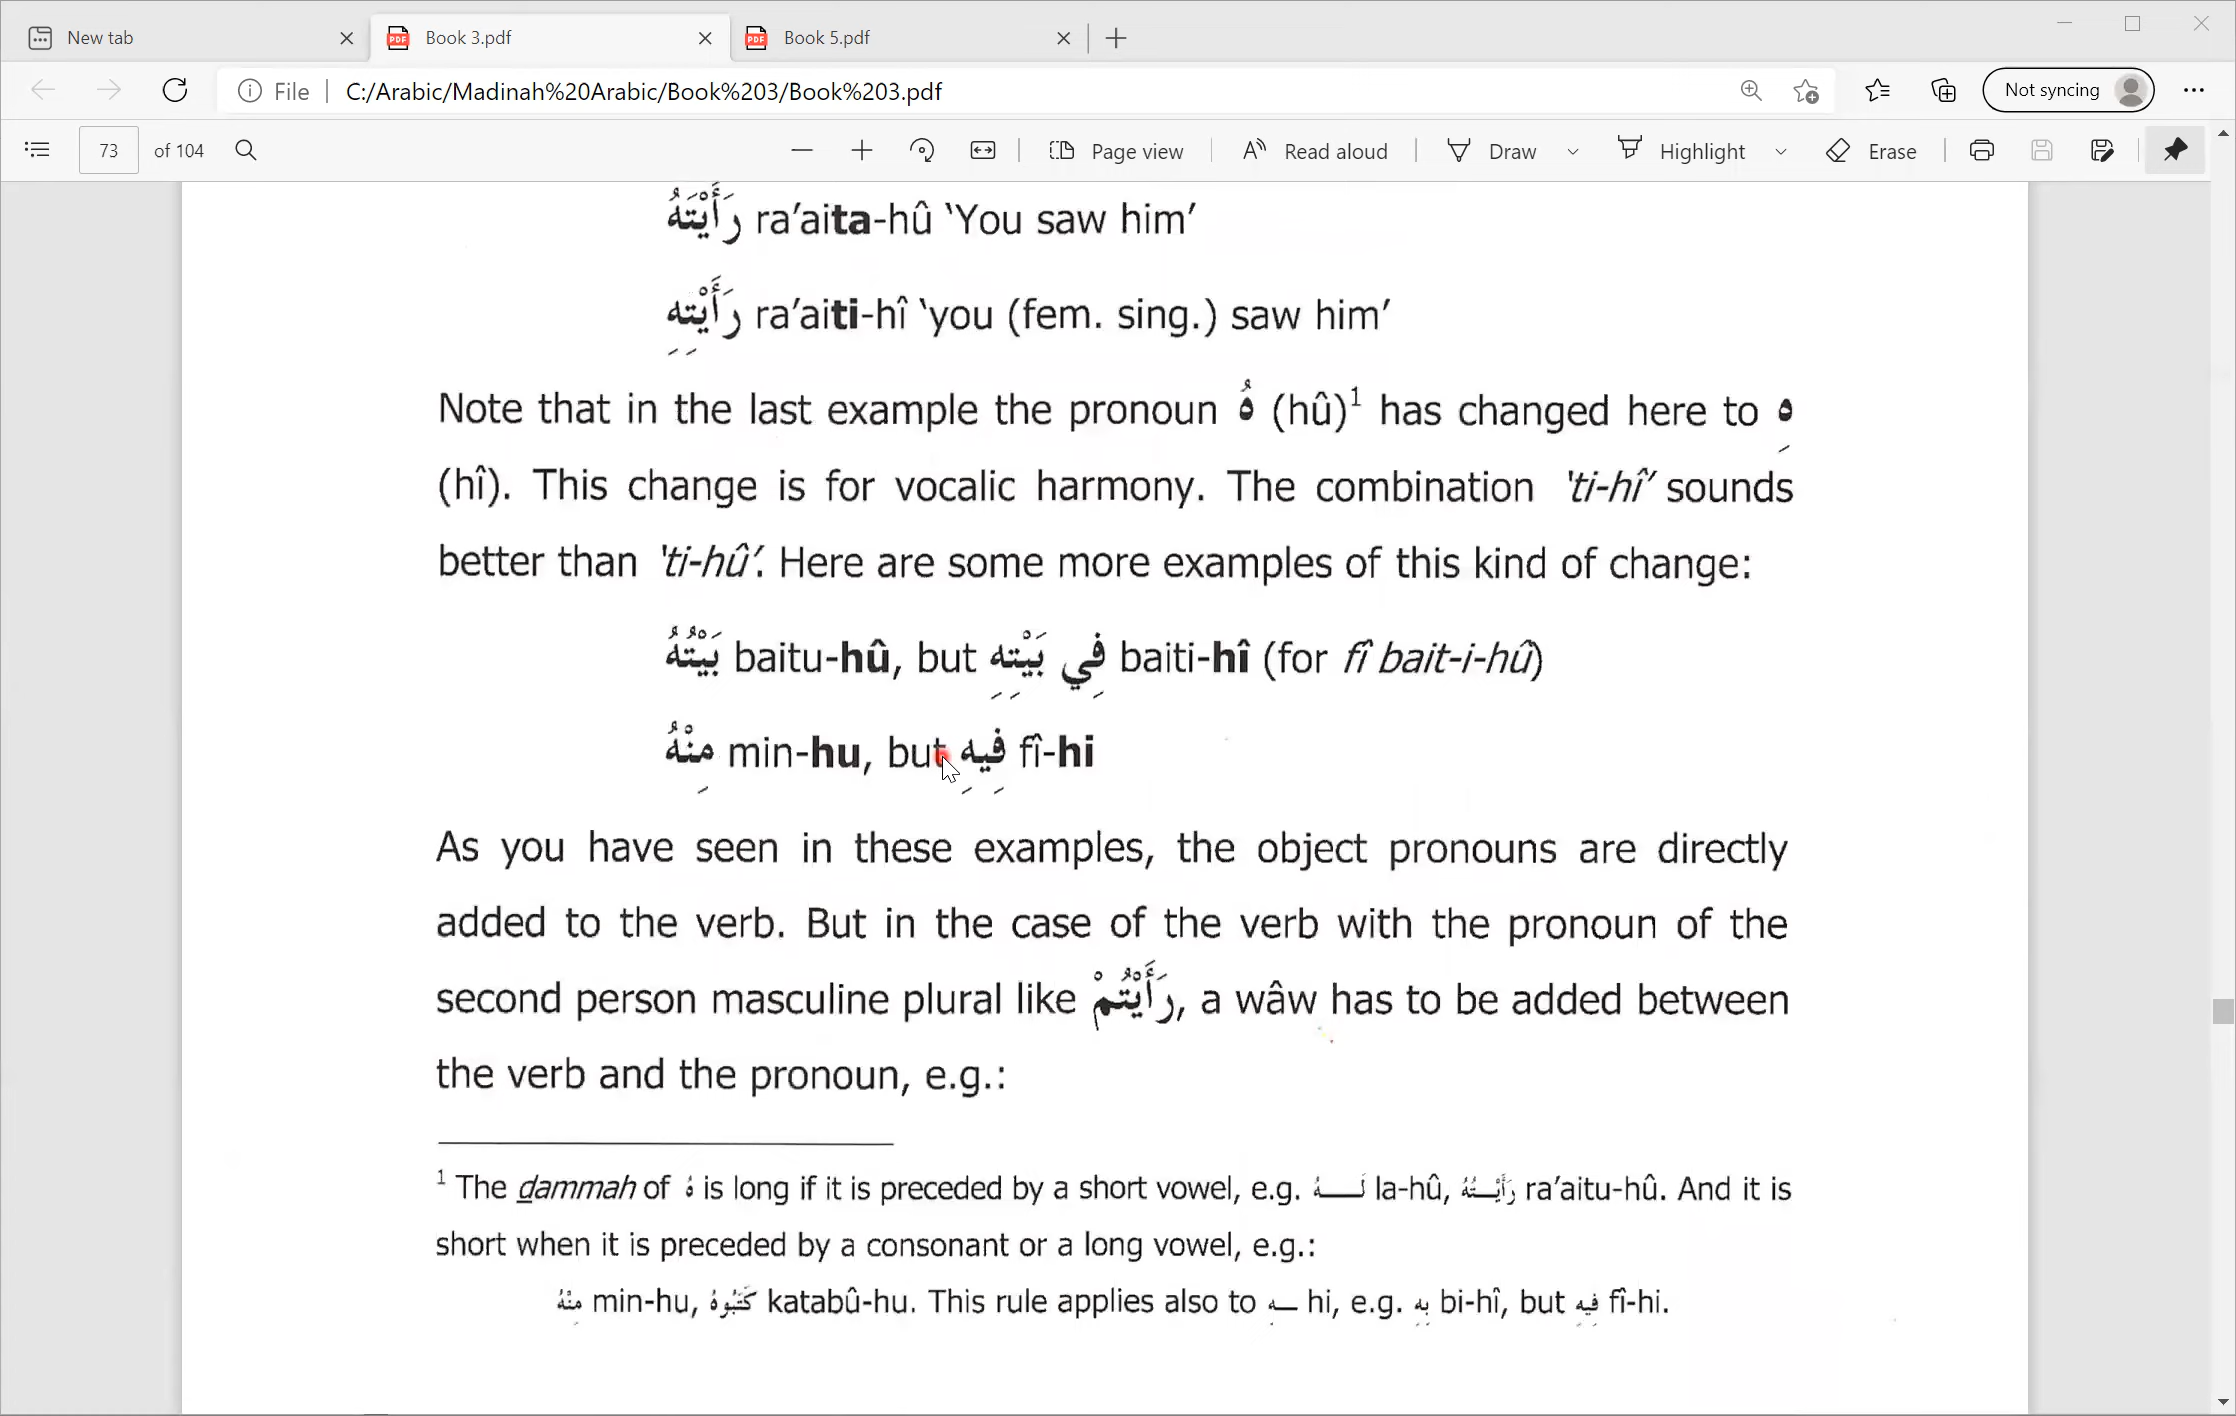 New tab
Book 3.pdf
Book 5.pdf
File
C:/Arabic/Madinah%20Arabic/Book%203/Book%203.pdf
Not syncing
73 of 104
Page view
Read aloud
Draw
Highlight
Erase
رَأَيْتَهُ ra’aita-hû ‘You saw him’
رَأَيْتِهِ ra’aiti-hî ‘you (fem. sing.) saw him’
Note that in the last example the pronoun هُ (hû)¹ has changed here to هِ
(hî). This change is for vocalic harmony. The combination ‘ti-hî’ sounds
better than ‘ti-hû’. Here are some more examples of this kind of change:
بَيْتُهُ baitu-hû, but فِي بَيْتِهِ baiti-hî (for fî bait-i-hû)
مِنْهُ min-hu, but فِيهِ fî-hi
As you have seen in these examples, the object pronouns are directly
added to the verb. But in the case of the verb with the pronoun of the
second person masculine plural like رَأَيْتُمْ, a wâw has to be added between
the verb and the pronoun, e.g.:
¹ The dammah of هُ is long if it is preceded by a short vowel, e.g. لَـهُ la-hû, رَأَيْـتُهُ ra’aitu-hû. And it is
short when it is preceded by a consonant or a long vowel, e.g.:
مِنْهُ min-hu, كَتَبُوهُ katabû-hu. This rule applies also to ـهِ hi, e.g. بِهِ bi-hî, but فِيهِ fî-hi.